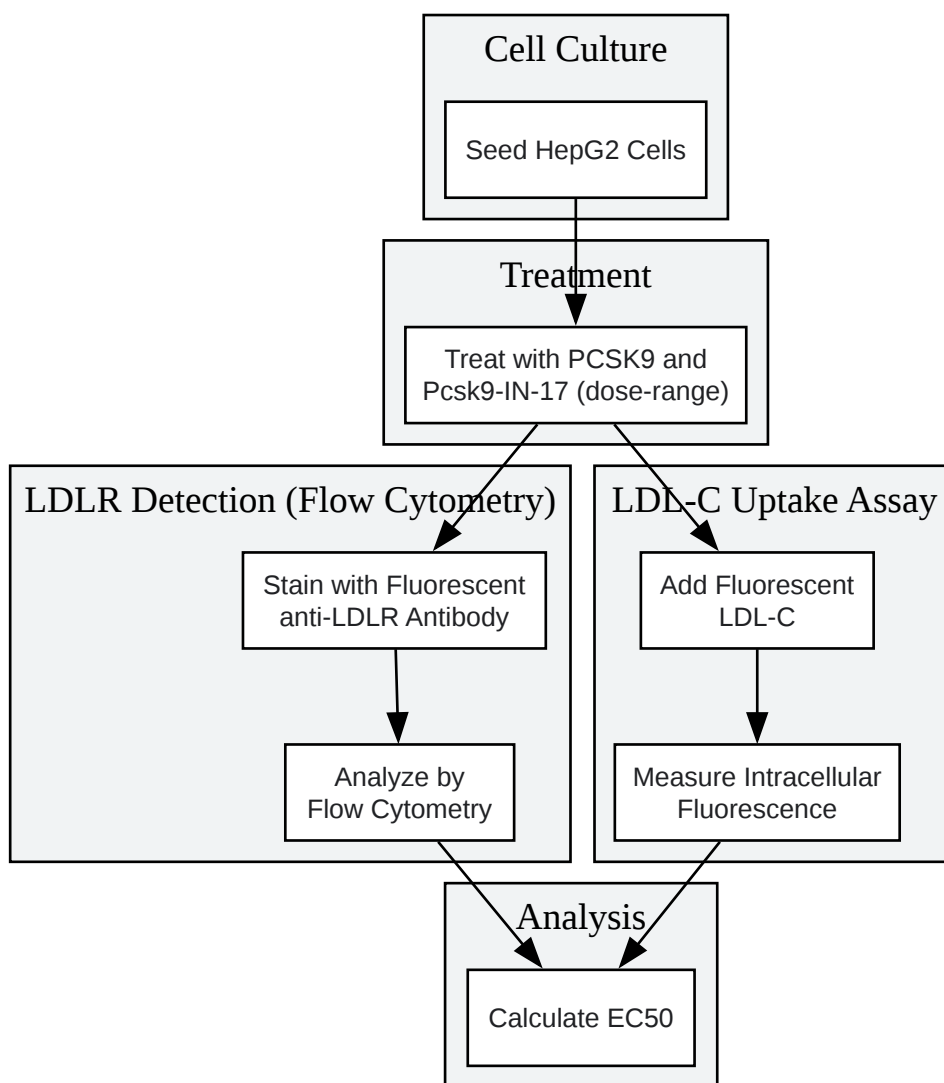 Cell Culture
Seed HepG2 Cells
Treatment
Treat with PCSK9 and
Pcsk9-IN-17 (dose-range)
LDLR Detection (Flow Cytometry)
Stain with Fluorescent
anti-LDLR Antibody
Analyze by
Flow Cytometry
LDL-C Uptake Assay
Add Fluorescent
LDL-C
Measure Intracellular
Fluorescence
Analysis
Calculate EC50